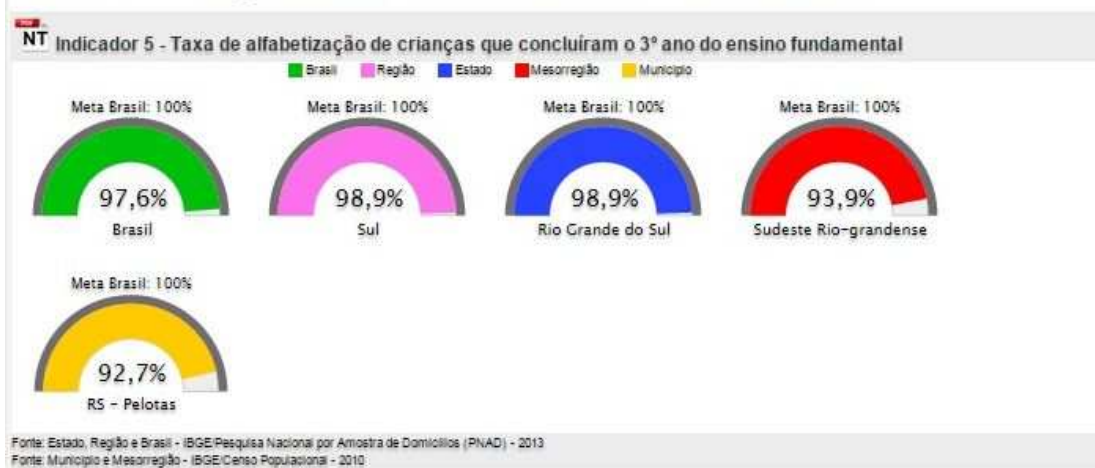 NT Indicador 5 - Taxa de alfabetização de crianças que concluíram o 3º ano do ensino fundamental
Brasil Região Estado Mesorregião Município
Meta Brasil: 100% Meta Brasil: 100% Meta Brasil: 100% Meta Brasil: 100%
97,6% 98,9% 98,9% 93,9%
Brasil Sul Rio Grande do Sul Sudeste Rio-grandense
Meta Brasil: 100%
92,7%
RS - Pelotas
Fonte: Estado, Região e Brasil - IBGE/Pesquisa Nacional por Amostra de Domicílios (PNAD) - 2013
Fonte: Município e Mesorregião - IBGE/Censo Populacional - 2010